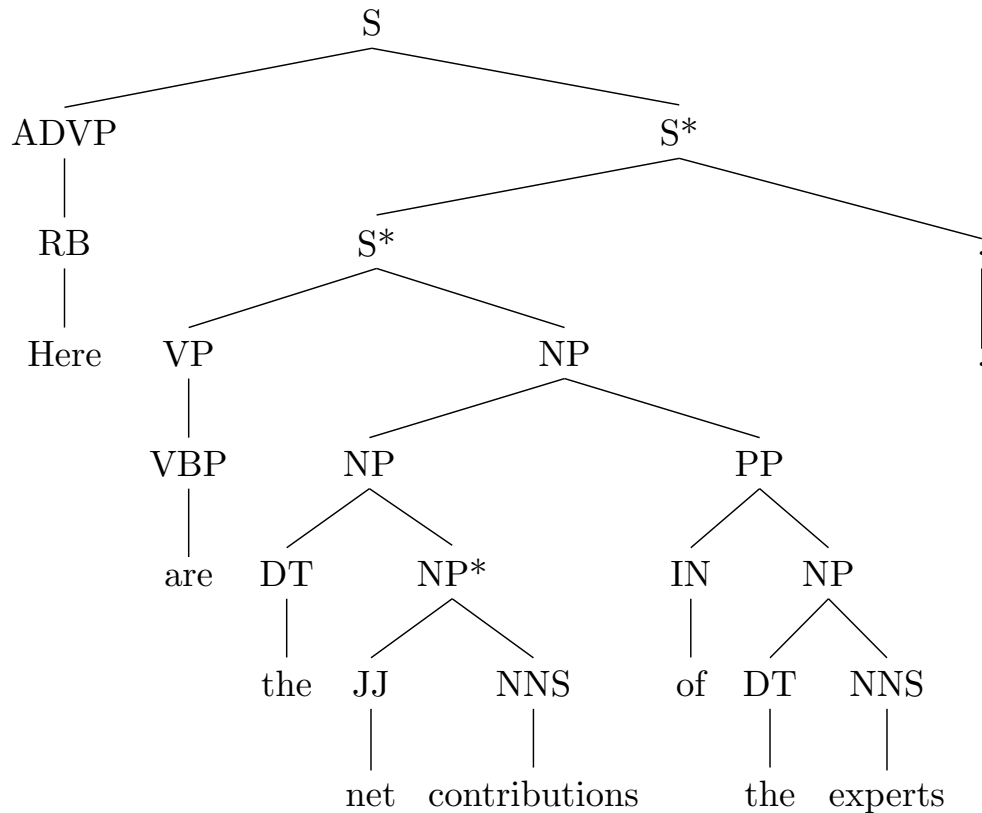 S
ADVP S*
RB S* .
Here VP NP .
VBP NP PP
are DT NP* IN NP
the JJ NNS of DT NNS
net contributions the experts